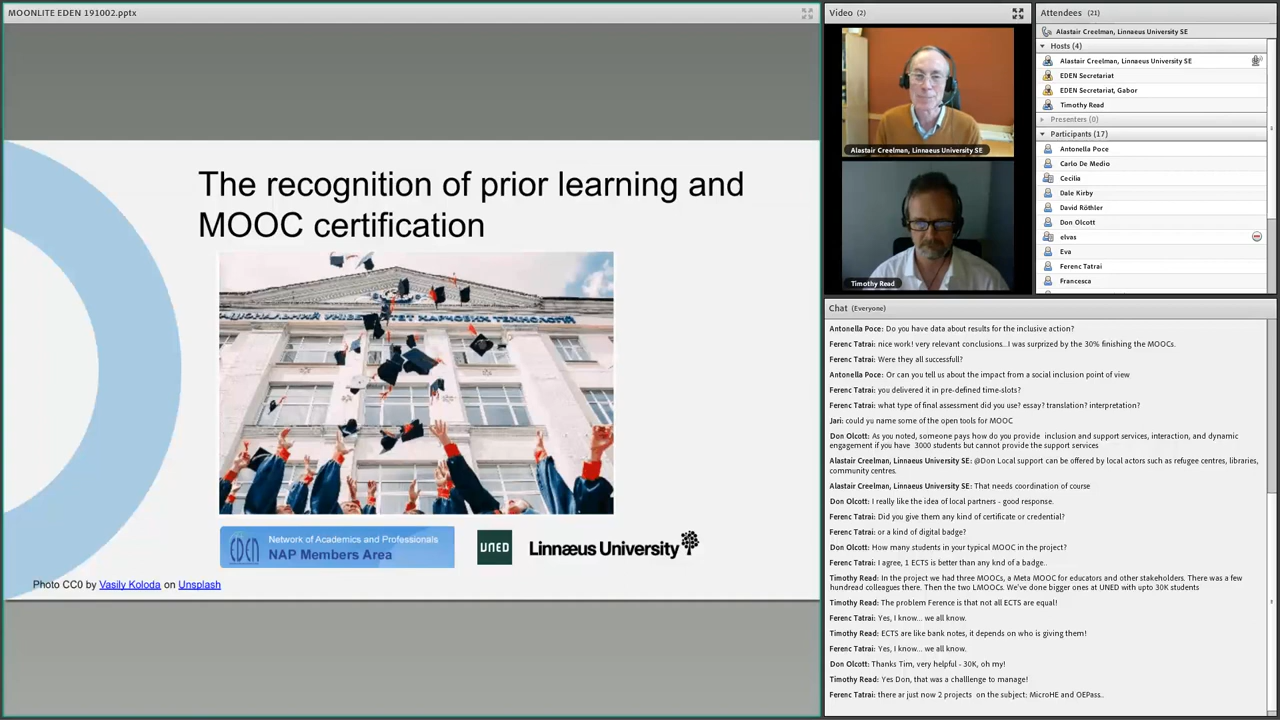 MOONLITE EDEN 191002.pptx
The recognition of prior learning and
MOOC certification
EDEN
Network of Academics and Professionals
NAP Members Area
UNED
Linnæus University
Photo CC0 by Vasily Koloda on Unsplash
Video (2)
Alastair Creelman, Linnaeus University SE
Timothy Read
Attendees (21)
Alastair Creelman, Linnaeus University SE
Hosts (4)
Alastair Creelman, Linnaeus University SE
EDEN Secretariat
EDEN Secretariat, Gabor
Timothy Read
Presenters (0)
Participants (17)
Antonella Poce
Carlo De Medio
Cecilia
Dale Kirby
David Röthler
Don Olcott
elvas
Eva
Ferenc Tatrai
Francesca
Chat (Everyone)
Antonella Poce: Do you have data about results for the inclusive action?
Ferenc Tatrai: nice work! very relevant conclusions...I was surprized by the 30% finishing the MOOCs.
Ferenc Tatrai: Were they all successfull?
Antonella Poce: Or can you tell us about the impact from a social inclusion point of view
Ferenc Tatrai: you delivered it in pre-defined time-slots?
Ferenc Tatrai: what type of final assessment did you use? essay? translation? interpretation?
Jari: could yu name some of the open tools for MOOC
Don Olcott: As you noted, someone pays how do you provide inclusion and support services, interaction, and dynamic
engagement if you have 3000 students but cannot provide the support services
Alastair Creelman, Linnaeus University SE: @Don Local support can be offered by local actors such as refugee centres, libraries,
community centres.
Alastair Creelman, Linnaeus University SE: That needs coordination of course
Don Olcott: I really like the idea of local partners - good response.
Ferenc Tatrai: Did you give them any kind of certificate or credential?
Ferenc Tatrai: or a kind of digital badge?
Don Olcott: How many students in your typical MOOC in the project?
Ferenc Tatrai: I agree, 1 ECTS is better than any kind of a badge..
Timothy Read: In the project we had three MOOCs, a Meta MOOC for educators and other stakeholders. There was a few
hundread colleagues there. Then the two LMOOCs. We've done bigger ones at UNED with upto 30K students
Timothy Read: The problem Ference is that not all ECTS are equal!
Ferenc Tatrai: Yes, I know... we all know.
Timothy Read: ECTS are like bank notes, it depends on who is giving them!
Ferenc Tatrai: Yes, I know... we all know.
Don Olcott: Thanks Tim, very helpful - 30K, oh my!
Timothy Read: Yes Don, that was a challlenge to manage!
Ferenc Tatrai: there ar just now 2 projects on the subject: MicroHE and OEPass..